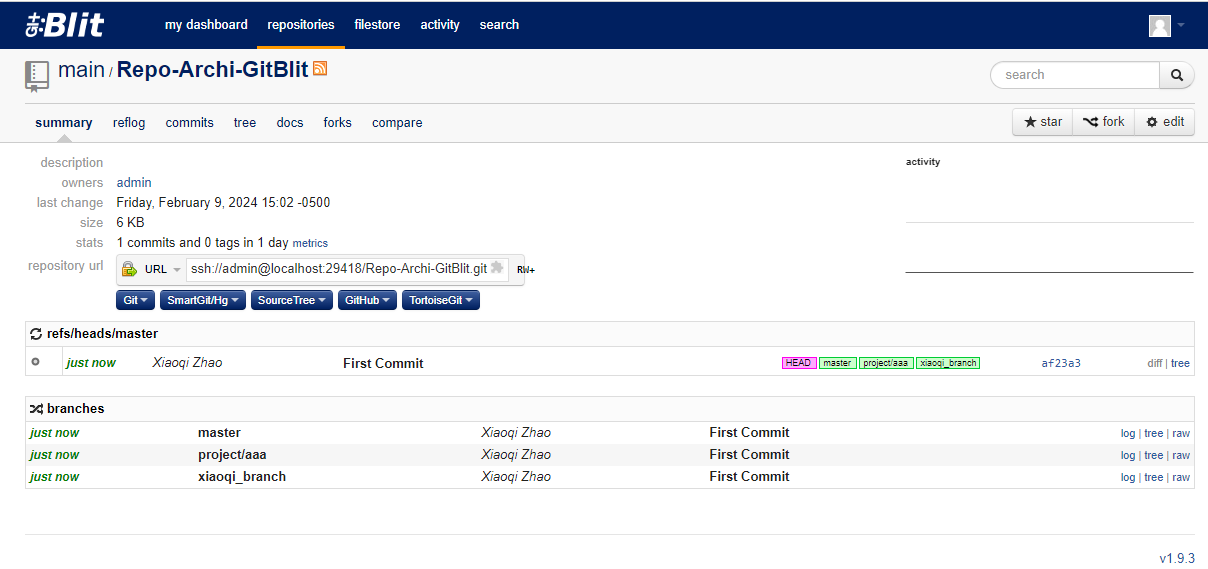 Git:Blit my dashboard repositories filestore activity search
main / Repo-Archi-GitBlit
search
summary reflog commits tree docs forks compare star fork edit
description activity
owners admin
last change Friday, February 9, 2024 15:02 -0500
size 6 KB
stats 1 commits and 0 tags in 1 day metrics
repository url URL ssh://admin@localhost:29418/Repo-Archi-GitBlit.git RW+
Git SmartGit/Hg SourceTree GitHub TortoiseGit
refs/heads/master
just now Xiaoqi Zhao First Commit HEAD master project/aaa xiaoqi_branch af23a3 diff | tree
branches
just now master Xiaoqi Zhao First Commit log | tree | raw
just now project/aaa Xiaoqi Zhao First Commit log | tree | raw
just now xiaoqi_branch Xiaoqi Zhao First Commit log | tree | raw
v1.9.3